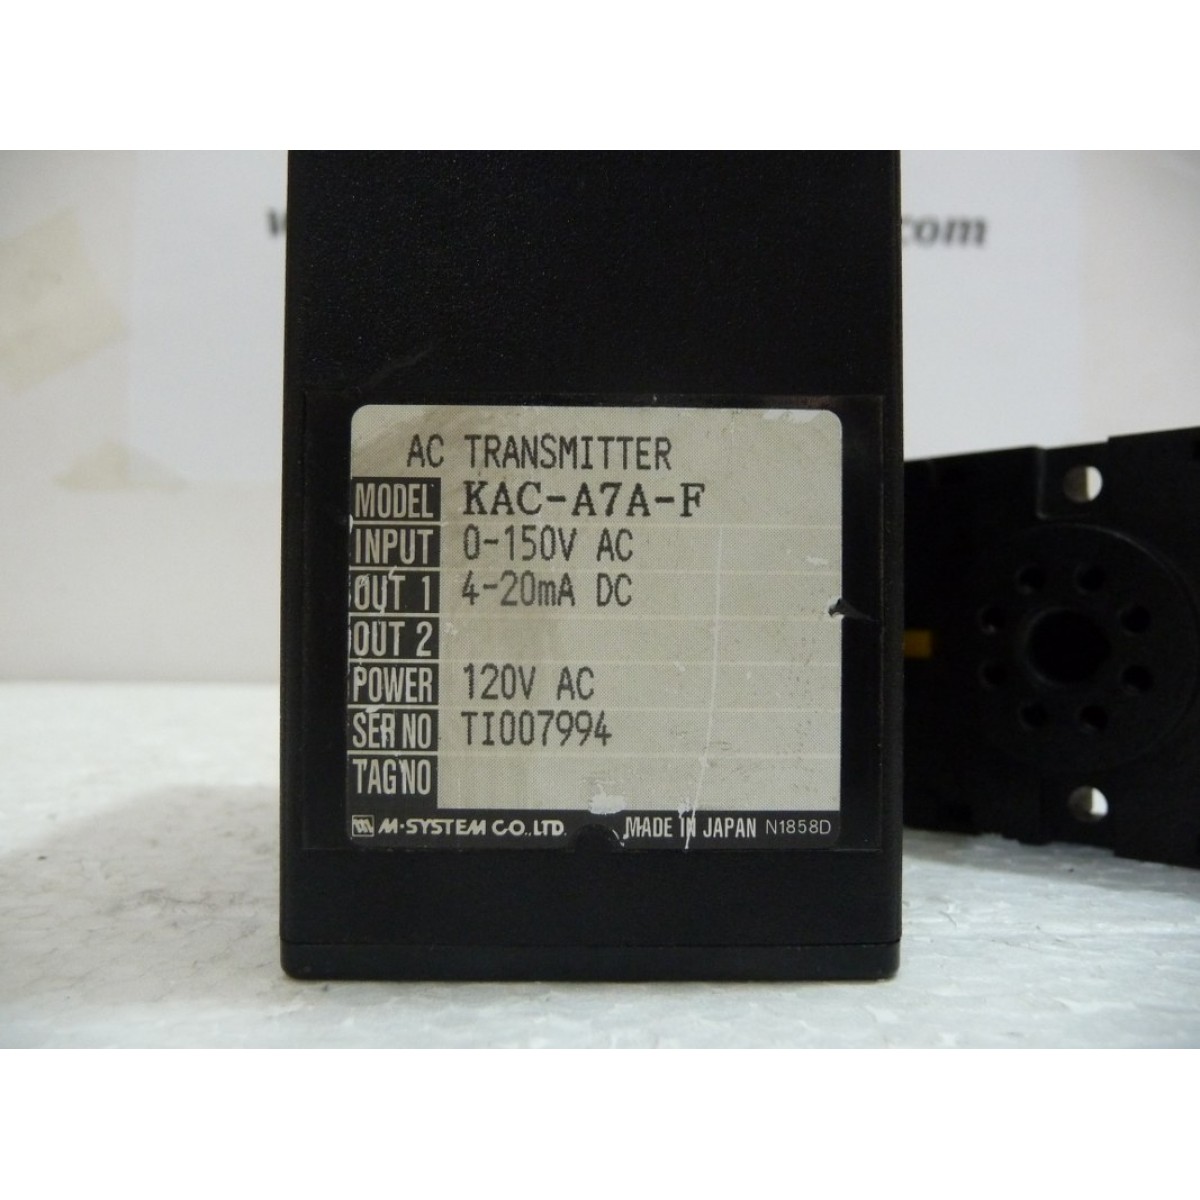 .com
AC TRANSMITTER
MODEL KAC-A7A-F
INPUT 0-150V AC
OUT 1 4-20mA DC
OUT 2
POWER 120V AC
SER NO TI007994
TAG NO
M-SYSTEM CO.,LTD. MADE IN JAPAN N1858D